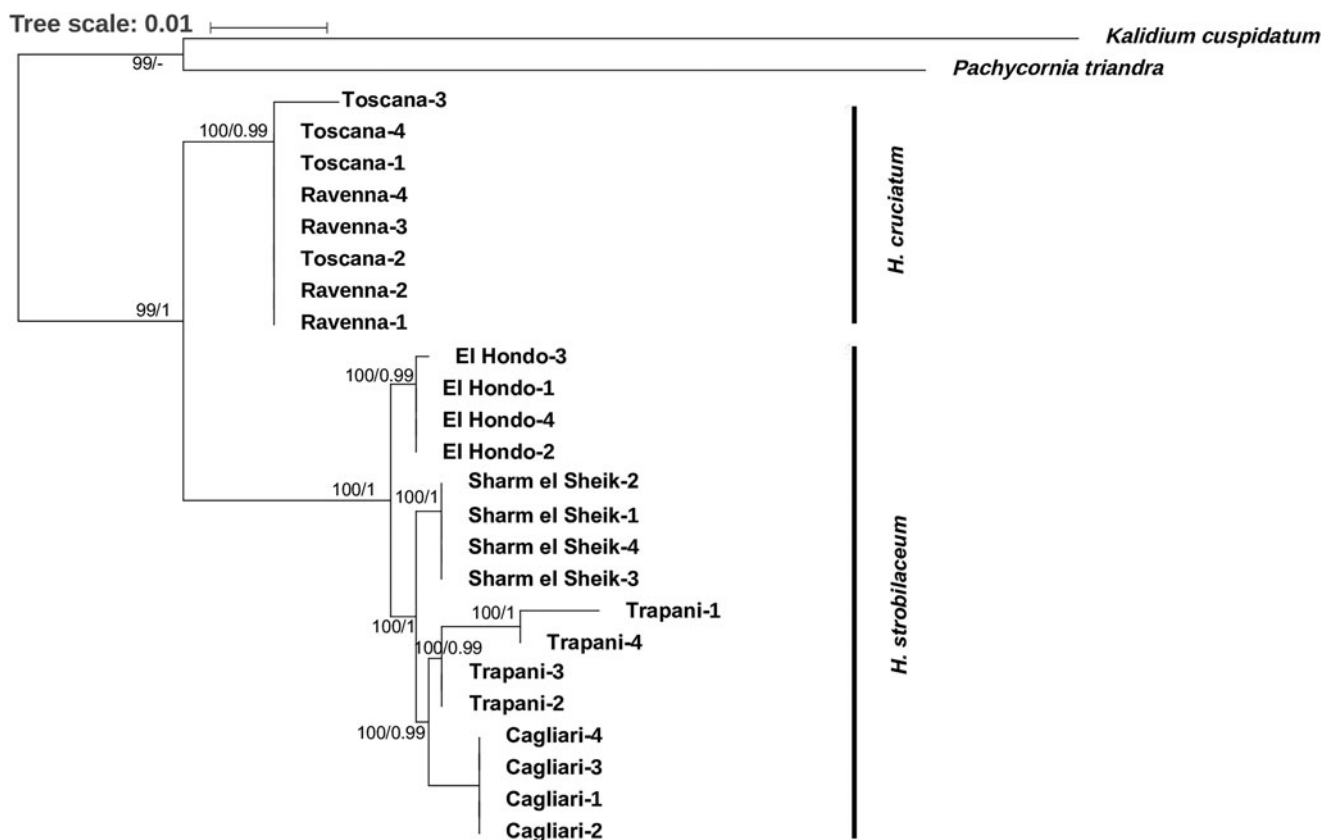 Tree scale: 0.01
Kalidium cuspidatum
99/-
Pachycornia triandra
Toscana-3
100/0.99
Toscana-4
Toscana-1
Ravenna-4
Ravenna-3
Toscana-2
Ravenna-2
99/1
Ravenna-1
H. cruciatum
El Hondo-3
100/0.99
El Hondo-1
El Hondo-4
El Hondo-2
Sharm el Sheik-2
100/1
100/1
Sharm el Sheik-1
Sharm el Sheik-4
Sharm el Sheik-3
Trapani-1
100/1
100/1
Trapani-4
100/0.99
Trapani-3
Trapani-2
100/0.99
Cagliari-4
Cagliari-3
Cagliari-1
Cagliari-2
H. strobilaceum